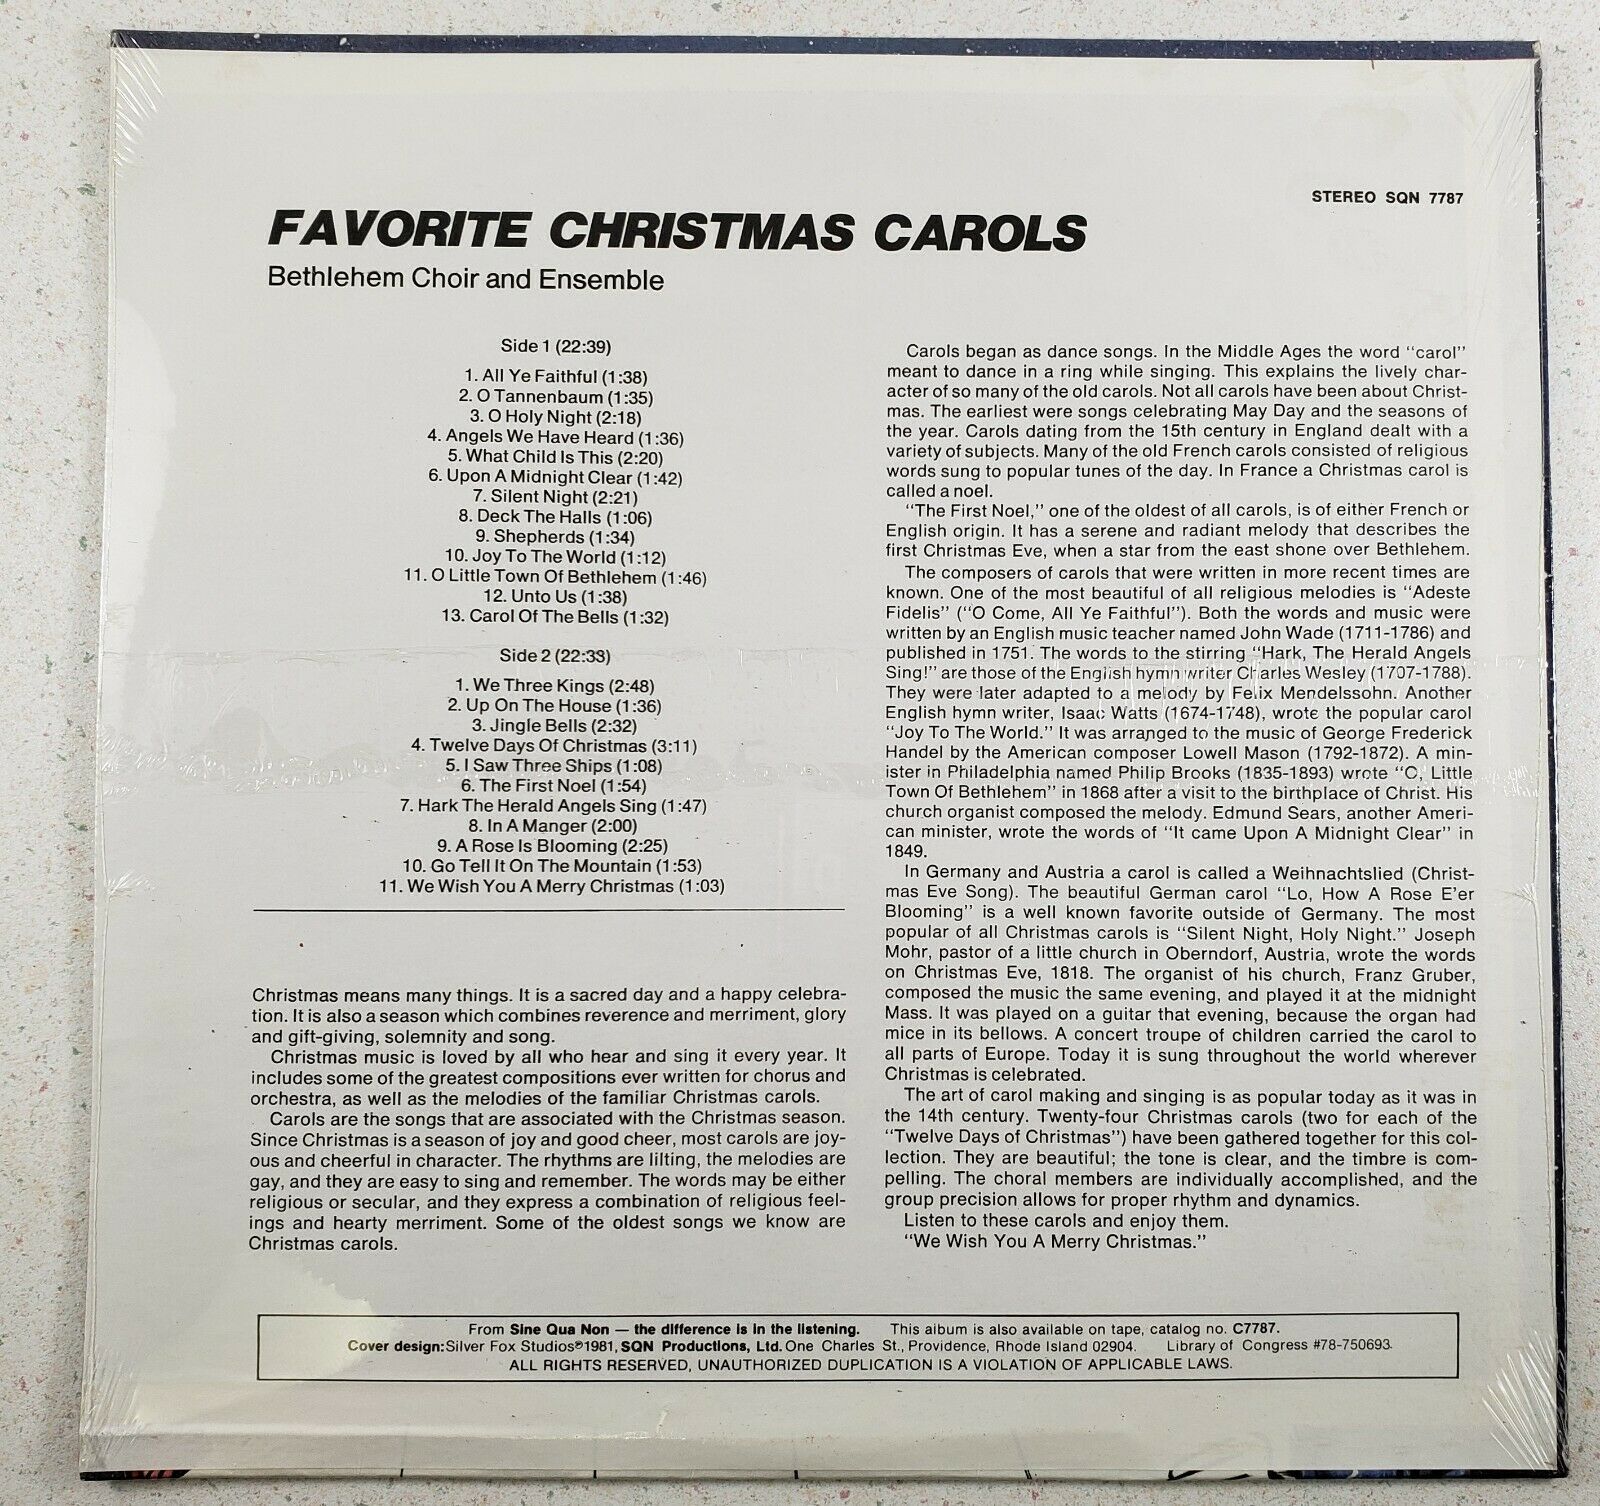 STEREO SQN 7787
FAVORITE CHRISTMAS CAROLS
Bethlehem Choir and Ensemble
Side 1 (22:39)
1. All Ye Faithful (1:38)
2. O Tannenbaum (1:35)
3. O Holy Night (2:18)
4. Angels We Have Heard (1:36)
5. What Child Is This (2:20)
6. Upon A Midnight Clear (1:42)
7. Silent Night (2:21)
8. Deck The Halls (1:06)
9. Shepherds (1:34)
10. Joy To The World (1:12)
11. O Little Town Of Bethlehem (1:46)
12. Unto Us (1:38)
13. Carol Of The Bells (1:32)
Side 2 (22:33)
1. We Three Kings (2:48)
2. Up On The House (1:36)
3. Jingle Bells (2:32)
4. Twelve Days Of Christmas (3:11)
5. I Saw Three Ships (1:08)
6. The First Noel (1:54)
7. Hark The Herald Angels Sing (1:47)
8. In A Manger (2:00)
9. A Rose Is Blooming (2:25)
10. Go Tell It On The Mountain (1:53)
11. We Wish You A Merry Christmas (1:03)
Christmas means many things. It is a sacred day and a happy celebra-
tion. It is also a season which combines reverence and merriment, glory
and gift-giving, solemnity and song.
Christmas music is loved by all who hear and sing it every year. It
includes some of the greatest compositions ever written for chorus and
orchestra, as well as the melodies of the familiar Christmas carols.
Carols are the songs that are associated with the Christmas season.
Since Christmas is a season of joy and good cheer, most carols are joy-
ous and cheerful in character. The rhythms are lilting, the melodies are
gay, and they are easy to sing and remember. The words may be either
religious or secular, and they express a combination of religious feel-
ings and hearty merriment. Some of the oldest songs we know are
Christmas carols.
Carols began as dance songs. In the Middle Ages the word "carol"
meant to dance in a ring while singing. This explains the lively char-
acter of so many of the old carols. Not all carols have been about Christ-
mas. The earliest were songs celebrating May Day and the seasons of
the year. Carols dating from the 15th century in England dealt with a
variety of subjects. Many of the old French carols consisted of religious
words sung to popular tunes of the day. In France a Christmas carol is
called a noel.
"The First Noel," one of the oldest of all carols, is of either French or
English origin. It has a serene and radiant melody that describes the
first Christmas Eve, when a star from the east shone over Bethlehem.
The composers of carols that were written in more recent times are
known. One of the most beautiful of all religious melodies is "Adeste
Fidelis" ("O Come, All Ye Faithful"). Both the words and music were
written by an English music teacher named John Wade (1711-1786) and
published in 1751. The words to the stirring "Hark, The Herald Angels
Sing!" are those of the English hymn writer Charles Wesley (1707-1788).
They were later adapted to a melody by Felix Mendelssohn. Another
English hymn writer, Isaac Watts (1674-1748), wrote the popular carol
"Joy To The World." It was arranged to the music of George Frederick
Handel by the American composer Lowell Mason (1792-1872). A min-
ister in Philadelphia named Philip Brooks (1835-1893) wrote "O, Little
Town Of Bethlehem" in 1868 after a visit to the birthplace of Christ. His
church organist composed the melody. Edmund Sears, another Ameri-
can minister, wrote the words of "It came Upon A Midnight Clear" in
1849.
In Germany and Austria a carol is called a Weihnachtslied (Christ-
mas Eve Song). The beautiful German carol "Lo, How A Rose E'er
Blooming" is a well known favorite outside of Germany. The most
popular of all Christmas carols is "Silent Night, Holy Night." Joseph
Mohr, pastor of a little church in Oberndorf, Austria, wrote the words
on Christmas Eve, 1818. The organist of his church, Franz Gruber,
composed the music the same evening, and played it at the midnight
Mass. It was played on a guitar that evening, because the organ had
mice in its bellows. A concert troupe of children carried the carol to
all parts of Europe. Today it is sung throughout the world wherever
Christmas is celebrated.
The art of carol making and singing is as popular today as it was in
the 14th century. Twenty-four Christmas carols (two for each of the
"Twelve Days of Christmas") have been gathered together for this col-
lection. They are beautiful; the tone is clear, and the timbre is com-
pelling. The choral members are individually accomplished, and the
group precision allows for proper rhythm and dynamics.
Listen to these carols and enjoy them.
"We Wish You A Merry Christmas."
From Sine Qua Non — the difference is in the listening. This album is also available on tape, catalog no. C7787.
Cover design: Silver Fox Studios ℗1981, SQN Productions, Ltd. One Charles St., Providence, Rhode Island 02904. Library of Congress #78-750693.
ALL RIGHTS RESERVED, UNAUTHORIZED DUPLICATION IS A VIOLATION OF APPLICABLE LAWS.